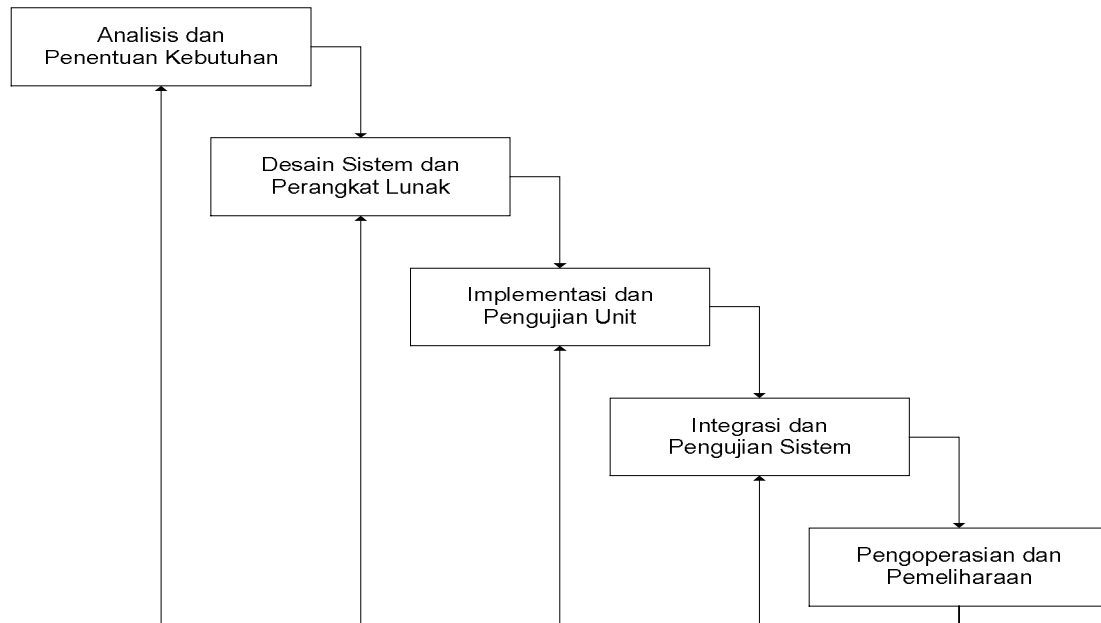 Analisis dan
Penentuan Kebutuhan
Desain Sistem dan
Perangkat Lunak
Implementasi dan
Pengujian Unit
Integrasi dan
Pengujian Sistem
Pengoperasian dan
Pemeliharaan